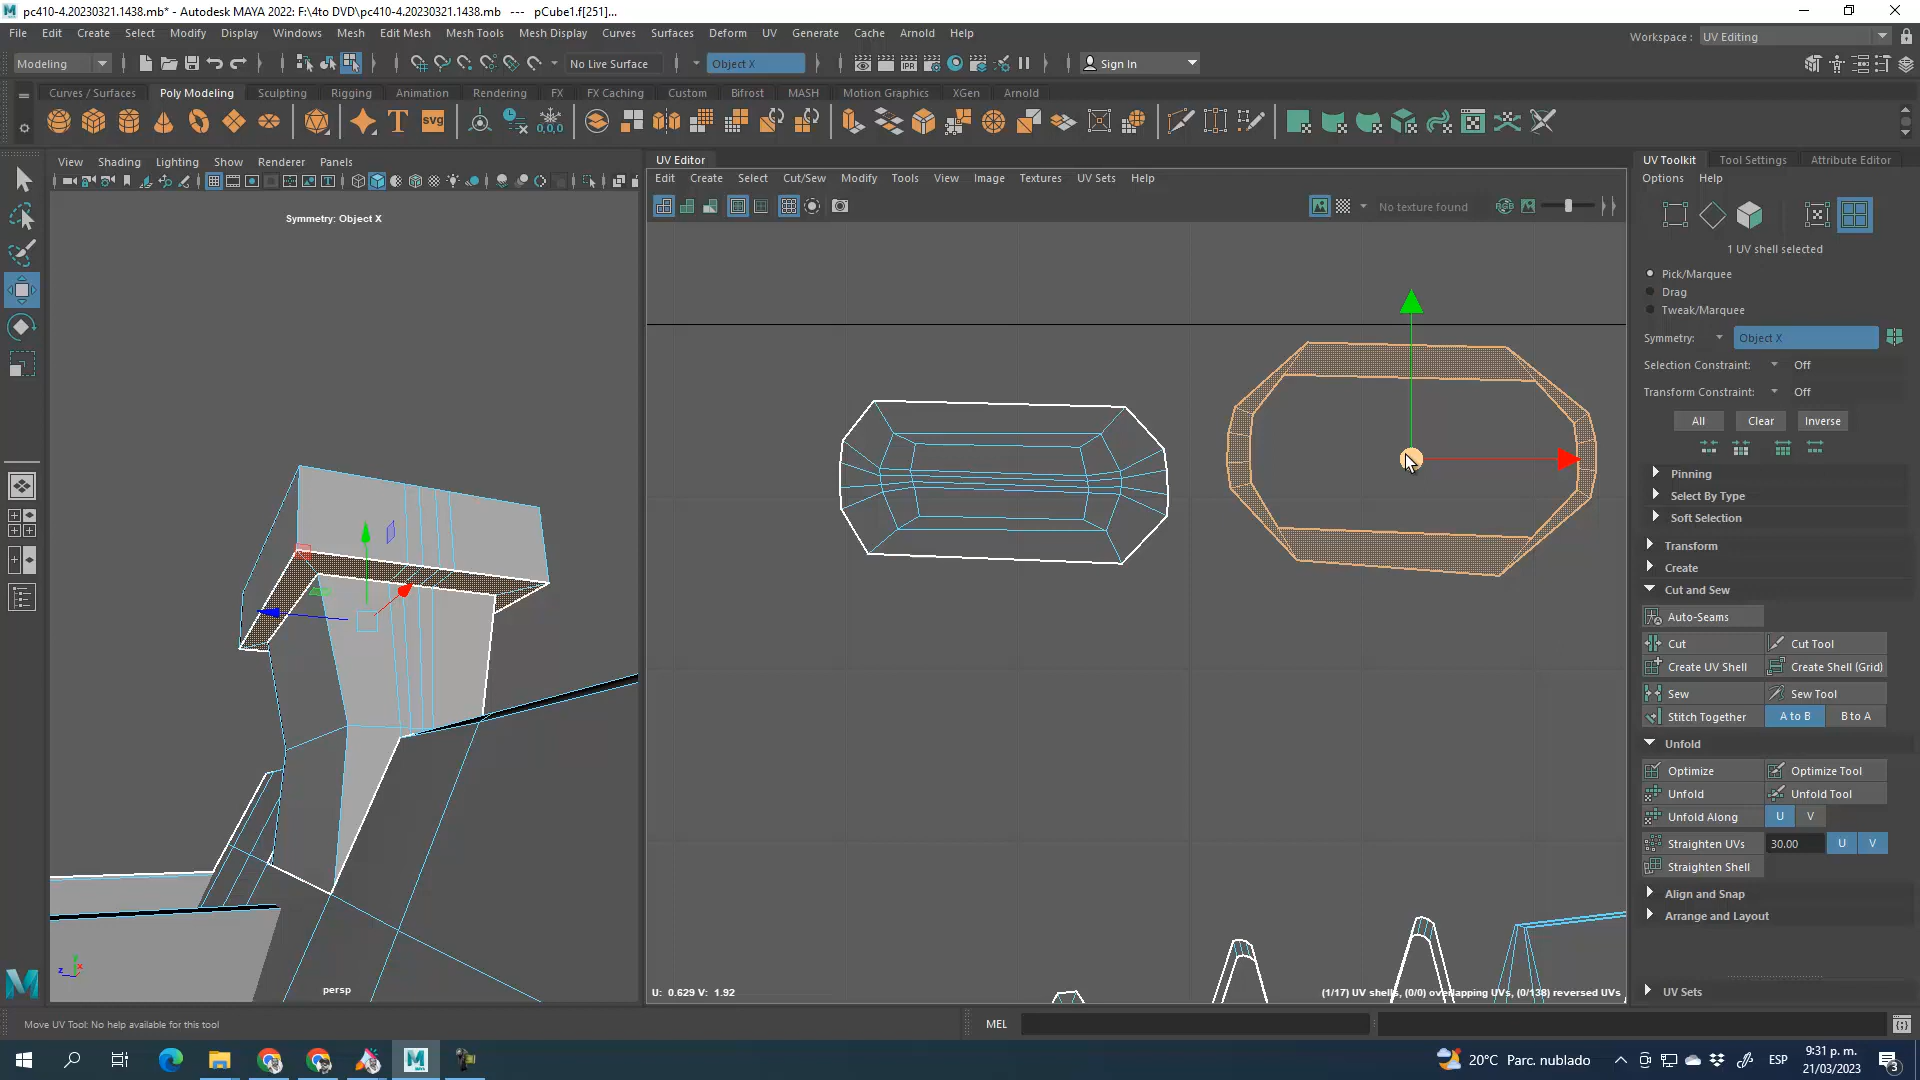 pc410-4.20230321.1438.mb* - Autodesk MAYA 2022: F:\4to DVD\pc410-4.20230321.1438.mb   ---   pCube1.f[251]...
File Edit Create Select Modify Display Windows Mesh Edit Mesh Mesh Tools Mesh Display Curves Surfaces Deform UV Generate Cache Arnold Help
Workspace : UV Editing
Modeling No Live Surface Object X Sign In
Curves / Surfaces Poly Modeling Sculpting Rigging Animation Rendering FX FX Caching Custom Bifrost MASH Motion Graphics XGen Arnold
svg
View Shading Lighting Show Renderer Panels
Symmetry: Object X
persp
UV Editor
Edit Create Select Cut/Sew Modify Tools View Image Textures UV Sets Help
No texture found
U: 0.629 V: 1.92
(1/17) UV shells, (0/0) overlapping UVs, (0/138) reversed UVs
UV Toolkit Tool Settings Attribute Editor
Options Help
1 UV shell selected
Pick/Marquee
Drag
Tweak/Marquee
Symmetry: Object X
Selection Constraint: Off
Transform Constraint: Off
All Clear Inverse
Pinning
Select By Type
Soft Selection
Transform
Create
Cut and Sew
Auto-Seams
Cut Cut Tool
Create UV Shell Create Shell (Grid)
Sew Sew Tool
Stitch Together A to B B to A
Unfold
Optimize Optimize Tool
Unfold Unfold Tool
Unfold Along U V
Straighten UVs 30.00 U V
Straighten Shell
Align and Snap
Arrange and Layout
UV Sets
Move UV Tool: No help available for this tool
MEL
20°C Parc. nublado
ESP
9:31 p. m.
21/03/2023
3